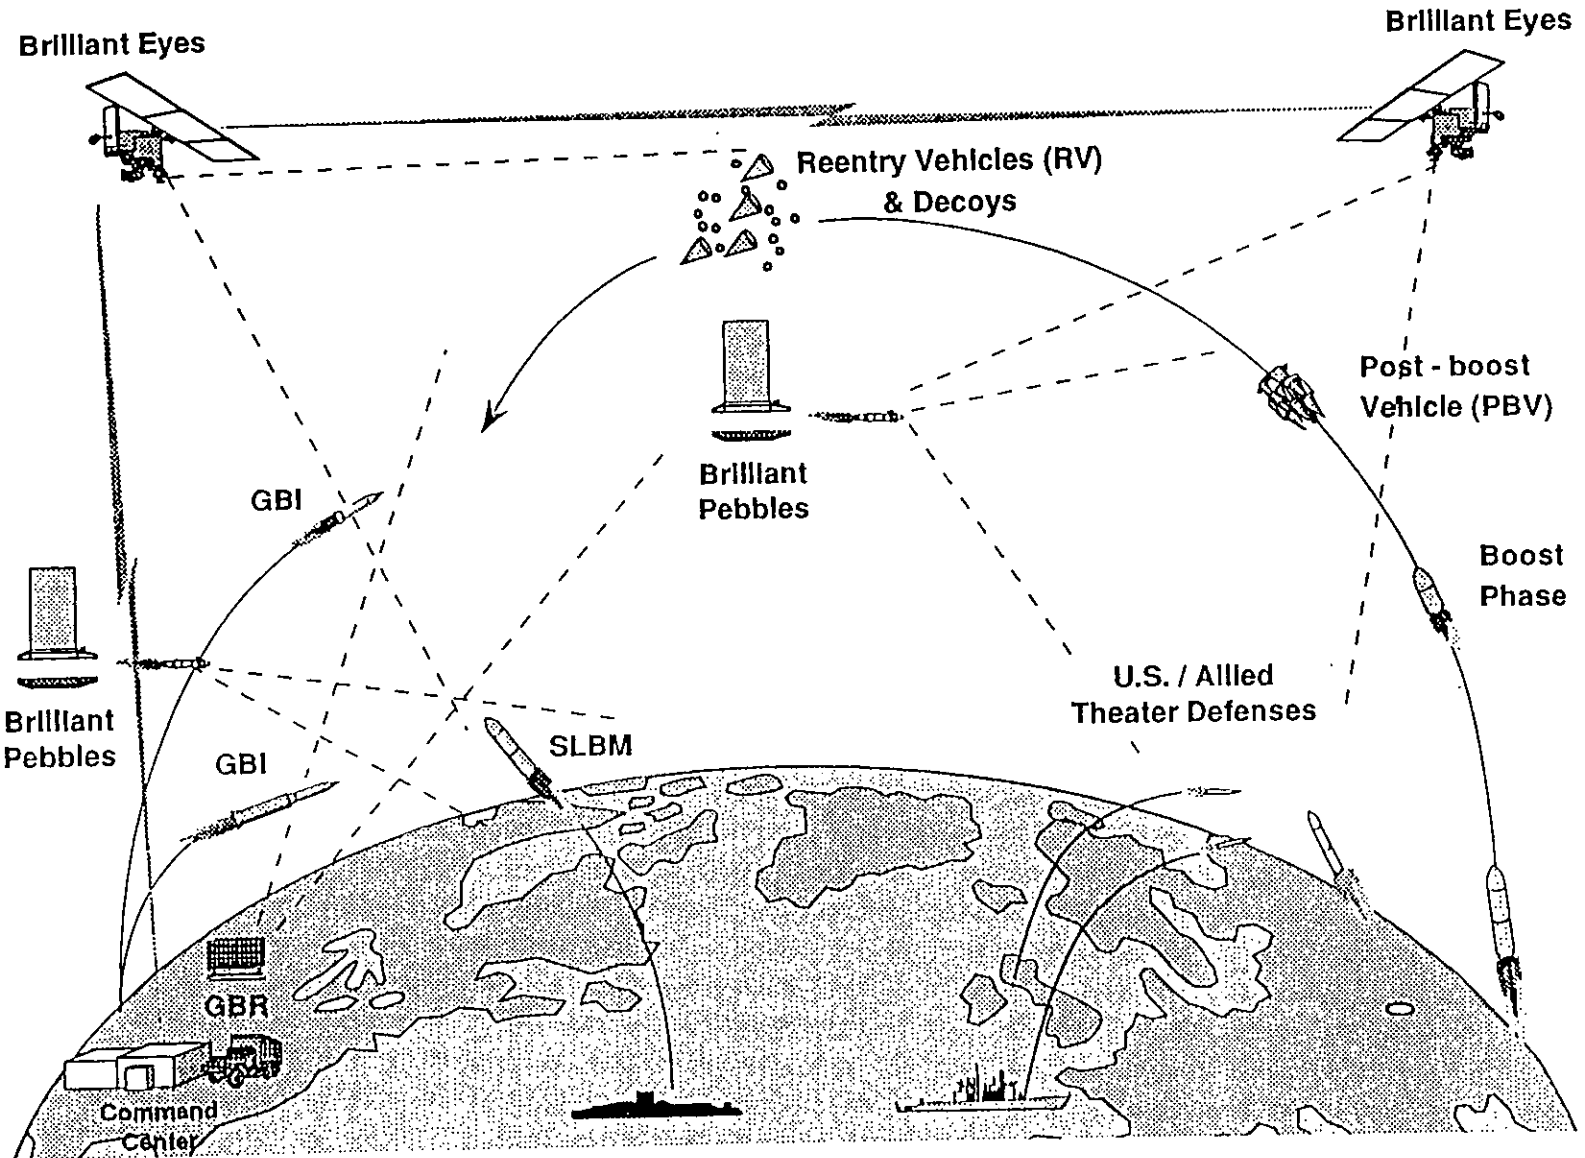 Brilliant Eyes
Brilliant Eyes
Reentry Vehicles (RV)
& Decoys
Post - boost
Vehicle (PBV)
Brilliant
Pebbles
GBI
Boost
Phase
U.S. / Allied
Theater Defenses
Brilliant
Pebbles
SLBM
GBI
GBR
Command
Center